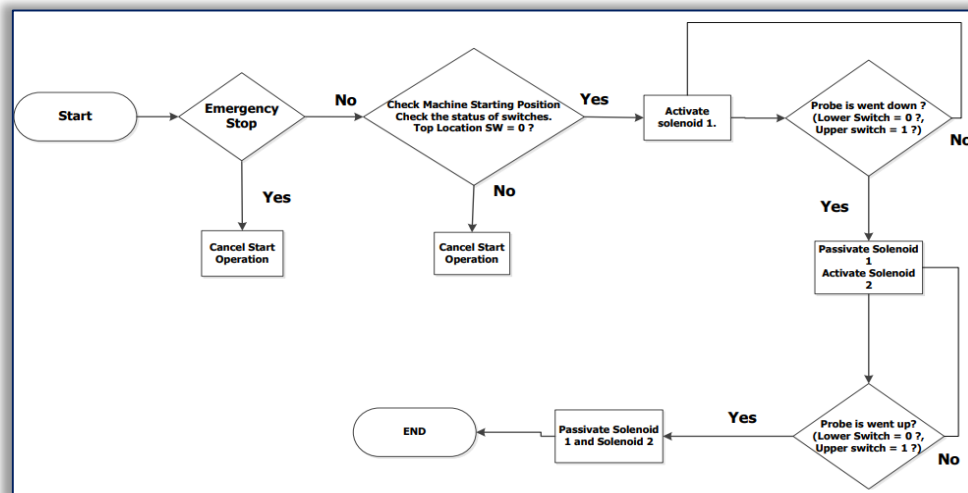 Start
Emergency
Stop
No
Yes
Cancel Start
Operation
Check Machine Starting Position
Check the status of switches.
Top Location SW = 0 ?
Yes
No
Cancel Start
Operation
Activate
solenoid 1.
Probe is went down ?
(Lower Switch = 0 ?,
Upper switch = 1 ?)
No
Yes
Passivate Solenoid
1
Activate Solenoid
2
Probe is went up?
(Lower Switch = 0 ?,
Upper switch = 1 ?)
No
Yes
Passivate Solenoid
1 and Solenoid 2
END